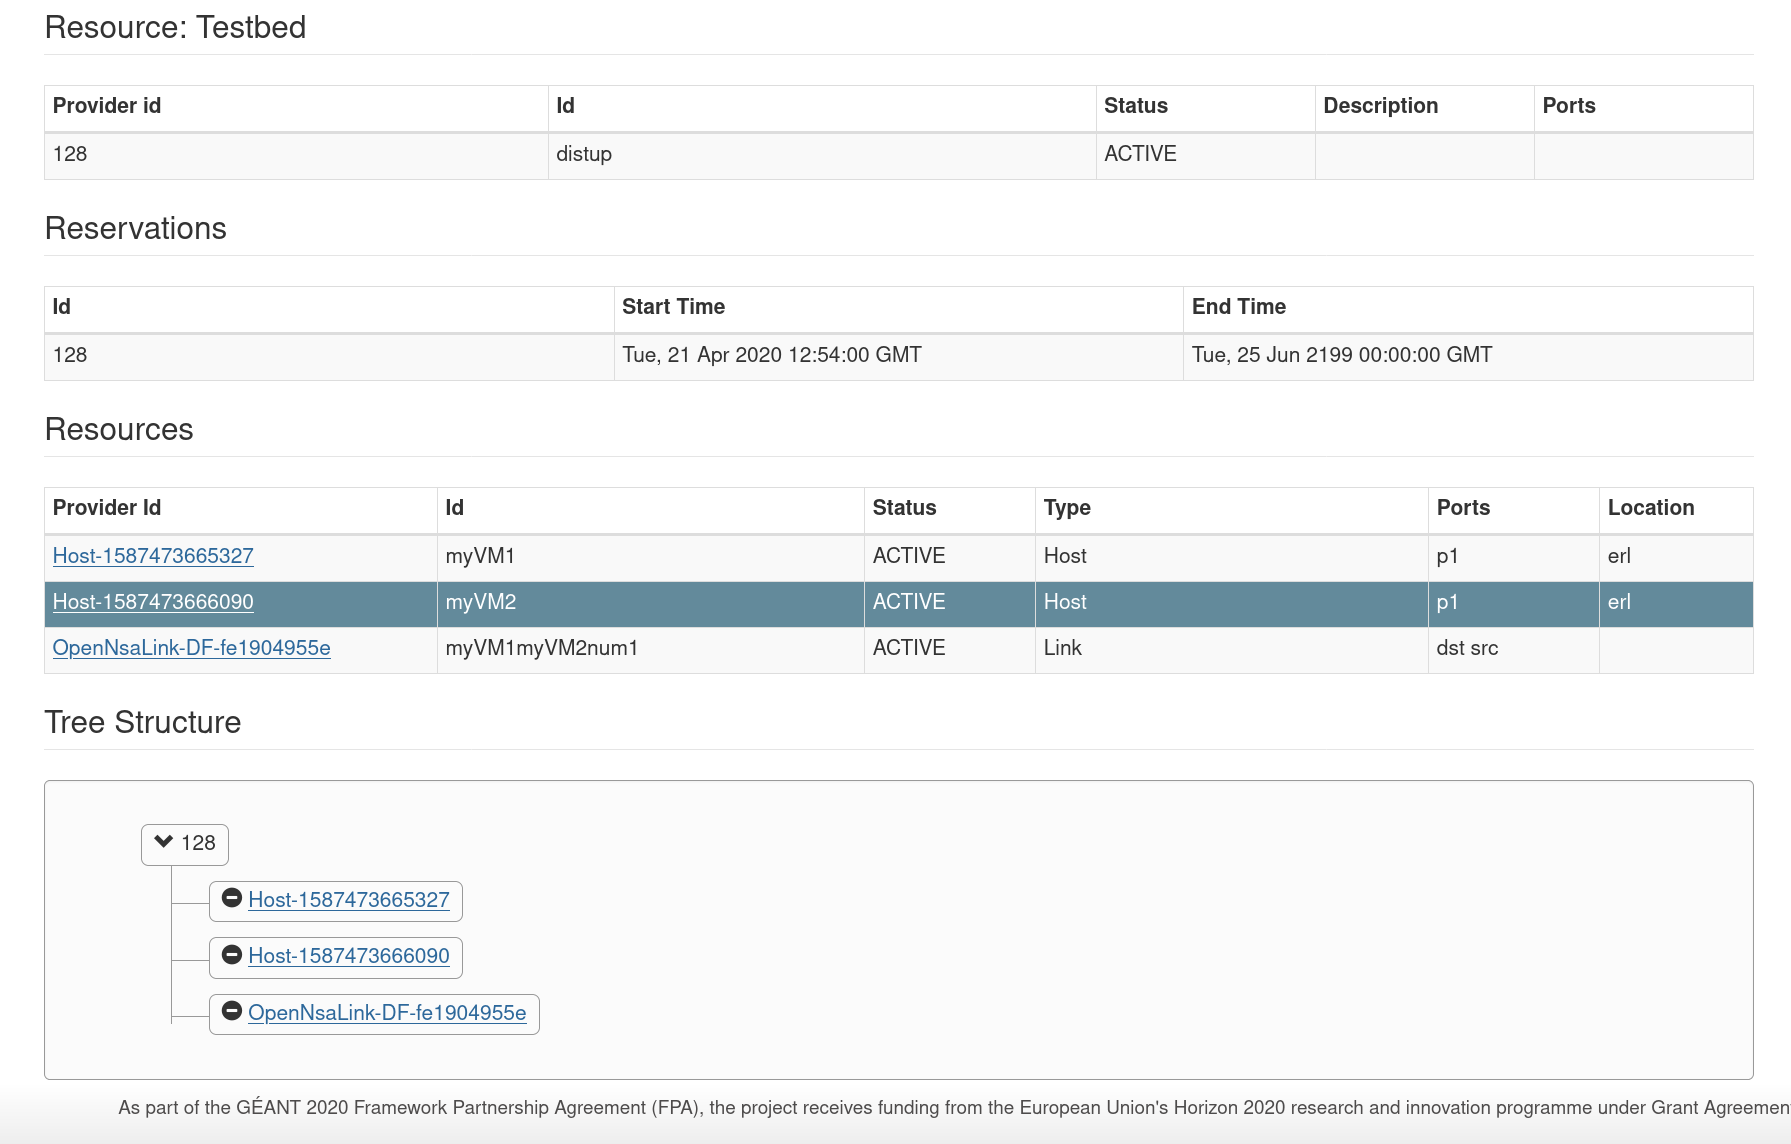 Resource: Testbed
Provider id Id Status Description Ports
128 distup ACTIVE
Reservations
Id Start Time End Time
128 Tue, 21 Apr 2020 12:54:00 GMT Tue, 25 Jun 2199 00:00:00 GMT
Resources
Provider Id Id Status Type Ports Location
Host-1587473665327 myVM1 ACTIVE Host p1 erl
Host-1587473666090 myVM2 ACTIVE Host p1 erl
OpenNsaLink-DF-fe1904955e myVM1myVM2num1 ACTIVE Link dst src
Tree Structure
128
Host-1587473665327
Host-1587473666090
OpenNsaLink-DF-fe1904955e
As part of the GÉANT 2020 Framework Partnership Agreement (FPA), the project receives funding from the European Union's Horizon 2020 research and innovation programme under Grant Agreemen